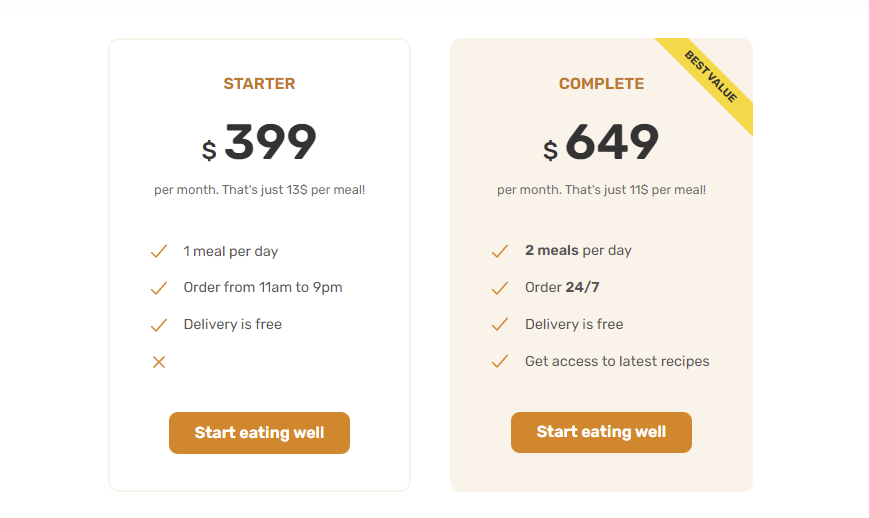 STARTER
$ 399
per month. That's just 13$ per meal!
1 meal per day
Order from 11am to 9pm
Delivery is free
Start eating well
BEST VALUE
COMPLETE
$ 649
per month. That's just 11$ per meal!
2 meals per day
Order 24/7
Delivery is free
Get access to latest recipes
Start eating well